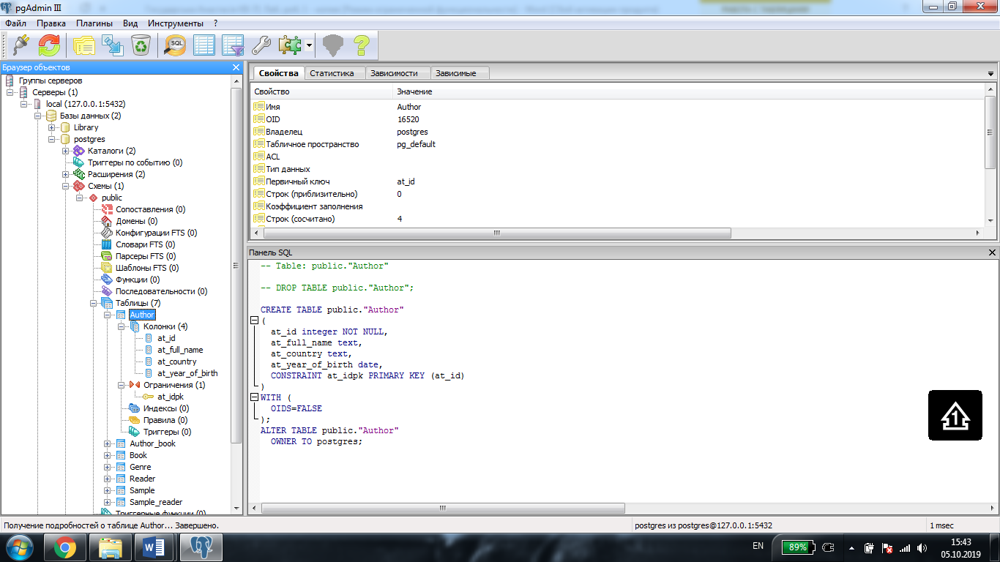 pgAdmin III
Файл Правка Плагины Вид Инструменты ?
SQL
Браузер объектов
Группы серверов
Серверы (1)
local (127.0.0.1:5432)
Базы данных (2)
Library
postgres
Каталоги (2)
Триггеры по событию (0)
Расширения (2)
Схемы (1)
public
Сопоставления (0)
Домены (0)
Конфигурации FTS (0)
Словари FTS (0)
Парсеры FTS (0)
Шаблоны FTS (0)
Функции (0)
Последовательности (0)
Таблицы (7)
Author
Колонки (4)
at_id
at_full_name
at_country
at_year_of_birth
Ограничения (1)
at_idpk
Индексы (0)
Правила (0)
Триггеры (0)
Author_book
Book
Genre
Reader
Sample
Sample_reader
Триггерные функции (0)
Свойства Статистика Зависимости Зависимые
Свойство Значение
Имя Author
OID 16520
Владелец postgres
Табличное пространство pg_default
ACL
Тип данных
Первичный ключ at_id
Строк (приблизительно) 0
Коэффициент заполнения
Строк (сосчитано) 4
Панель SQL
-- Table: public."Author"
-- DROP TABLE public."Author";
CREATE TABLE public."Author"
(
at_id integer NOT NULL,
at_full_name text,
at_country text,
at_year_of_birth date,
CONSTRAINT at_idpk PRIMARY KEY (at_id)
)
WITH (
OIDS=FALSE
);
ALTER TABLE public."Author"
OWNER TO postgres;
1
Получение подробностей о таблице Author... Завершено. postgres из postgres@127.0.0.1:5432 1 msec
EN 89% 15:43
05.10.2019